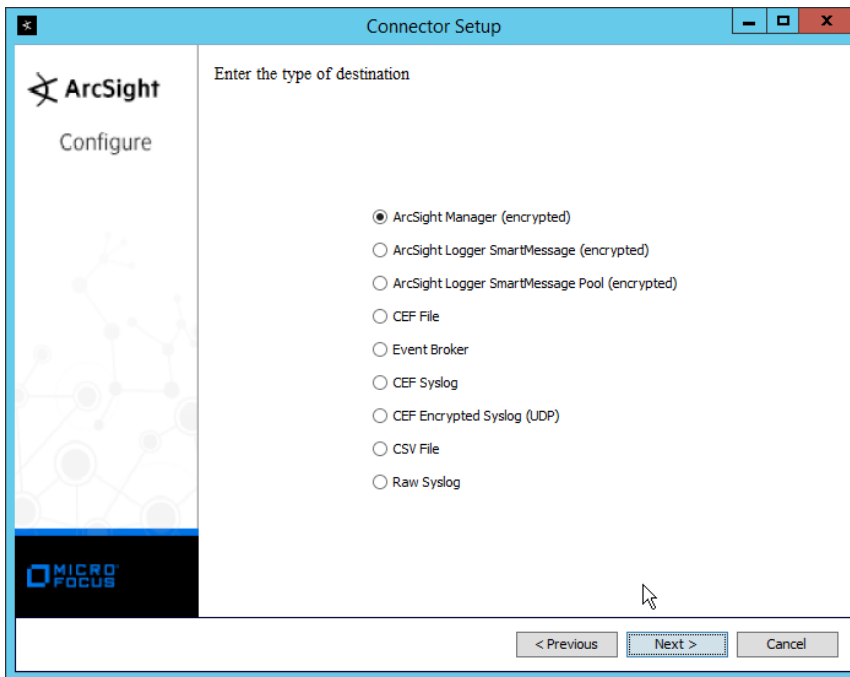 Connector Setup
ArcSight
Configure
Enter the type of destination
ArcSight Manager (encrypted)
ArcSight Logger SmartMessage (encrypted)
ArcSight Logger SmartMessage Pool (encrypted)
CEF File
Event Broker
CEF Syslog
CEF Encrypted Syslog (UDP)
CSV File
Raw Syslog
MICRO
FOCUS
< Previous
Next >
Cancel